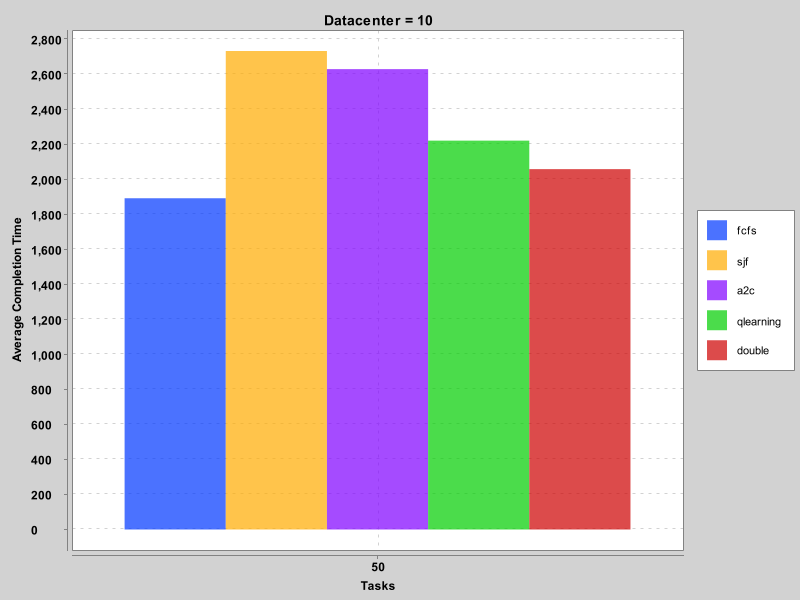 Datacenter = 10
2,800
2,600
2,400
2,200
2,000
1,800
1,600
1,400
1,200
1,000
800
600
400
200
0
Average Completion Time
50
Tasks
fcfs
sjf
a2c
qlearning
double